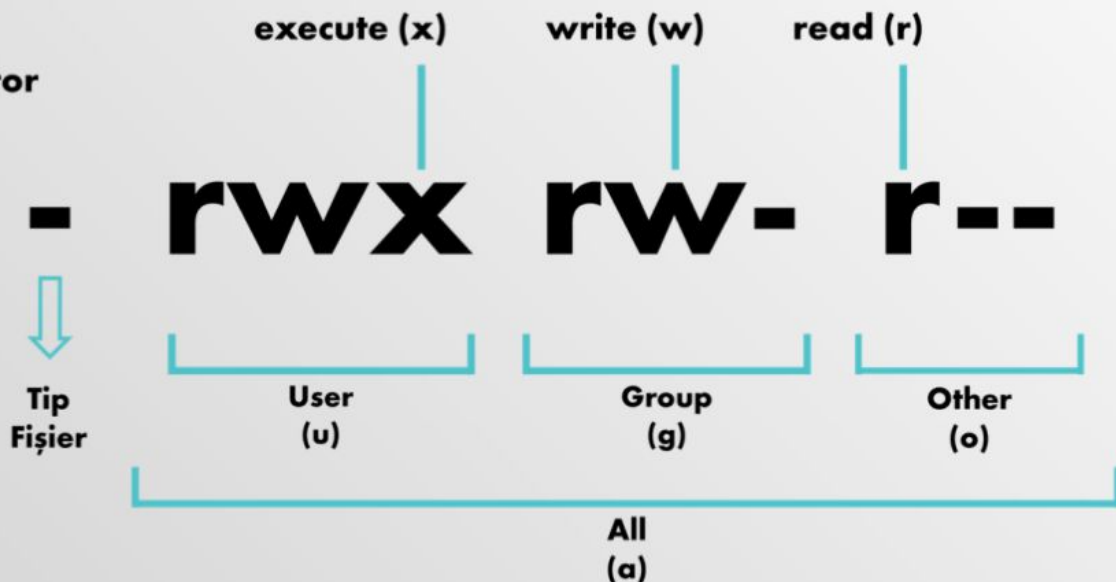 execute (x) write (w) read (r)
- rwx rw- r--
Tip
Fișier
User
(u)
Group
(g)
Other
(o)
All
(a)